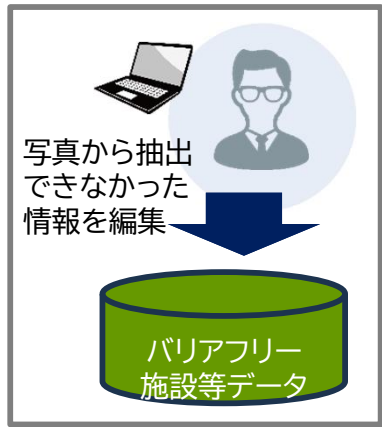 写真から抽出
できなかった
情報を編集
バリアフリー
施設等データ